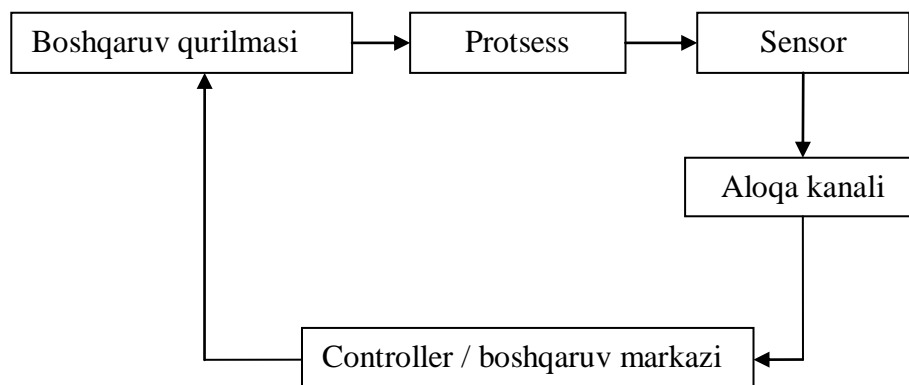 Boshqaruv qurilmasi
Protsess
Sensor
Aloqa kanali
Controller / boshqaruv markazi